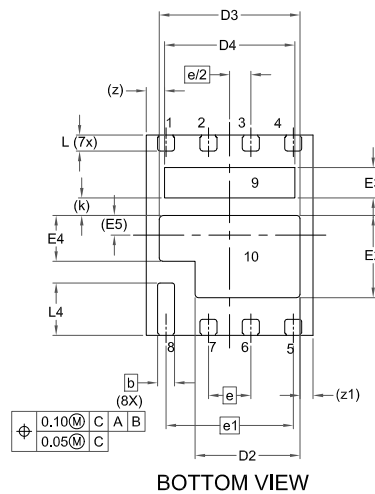 D3
D4
e/2
(z)
1 2 3 4
L (7x)
9
(k)
(E5)
E4
10
L4
8 7 6 5
b
(8X)
e
(z1)
e1
0.10Ⓜ C A B
0.05Ⓜ C
D2
BOTTOM VIEW